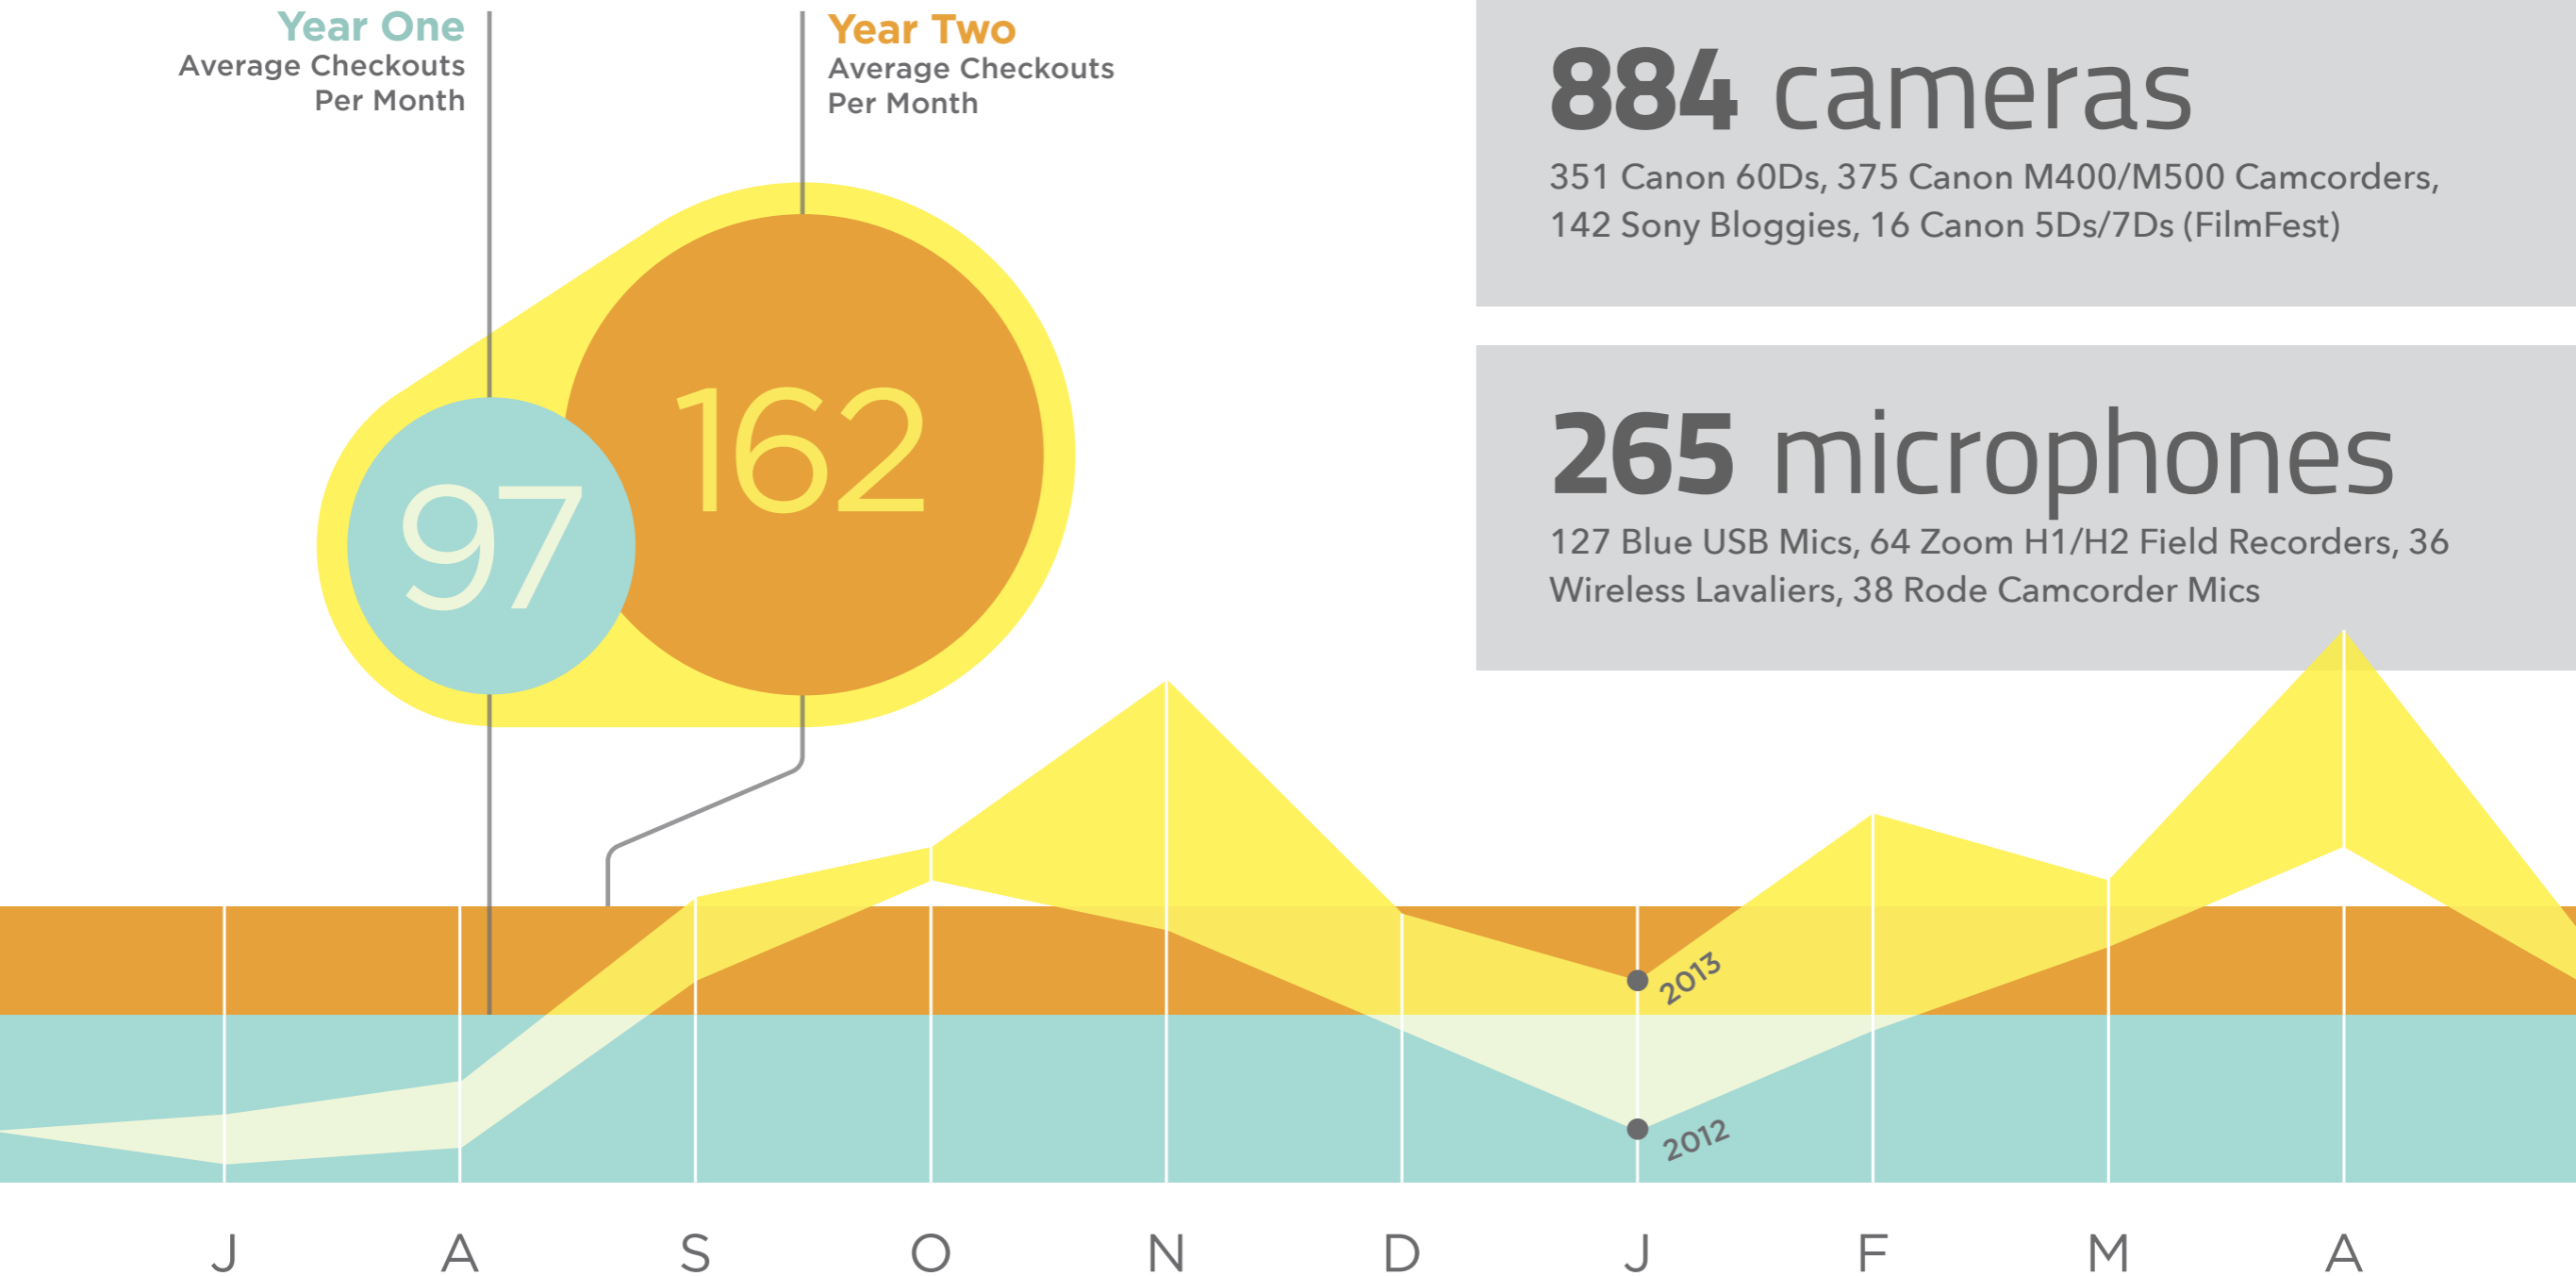 Year One
Average Checkouts
Per Month
Year Two
Average Checkouts
Per Month
97
162
884 cameras
351 Canon 60Ds, 375 Canon M400/M500 Camcorders,
142 Sony Bloggies, 16 Canon 5Ds/7Ds (FilmFest)
265 microphones
127 Blue USB Mics, 64 Zoom H1/H2 Field Recorders, 36
Wireless Lavaliers, 38 Rode Camcorder Mics
2013
2012
J A S O N D J F M A